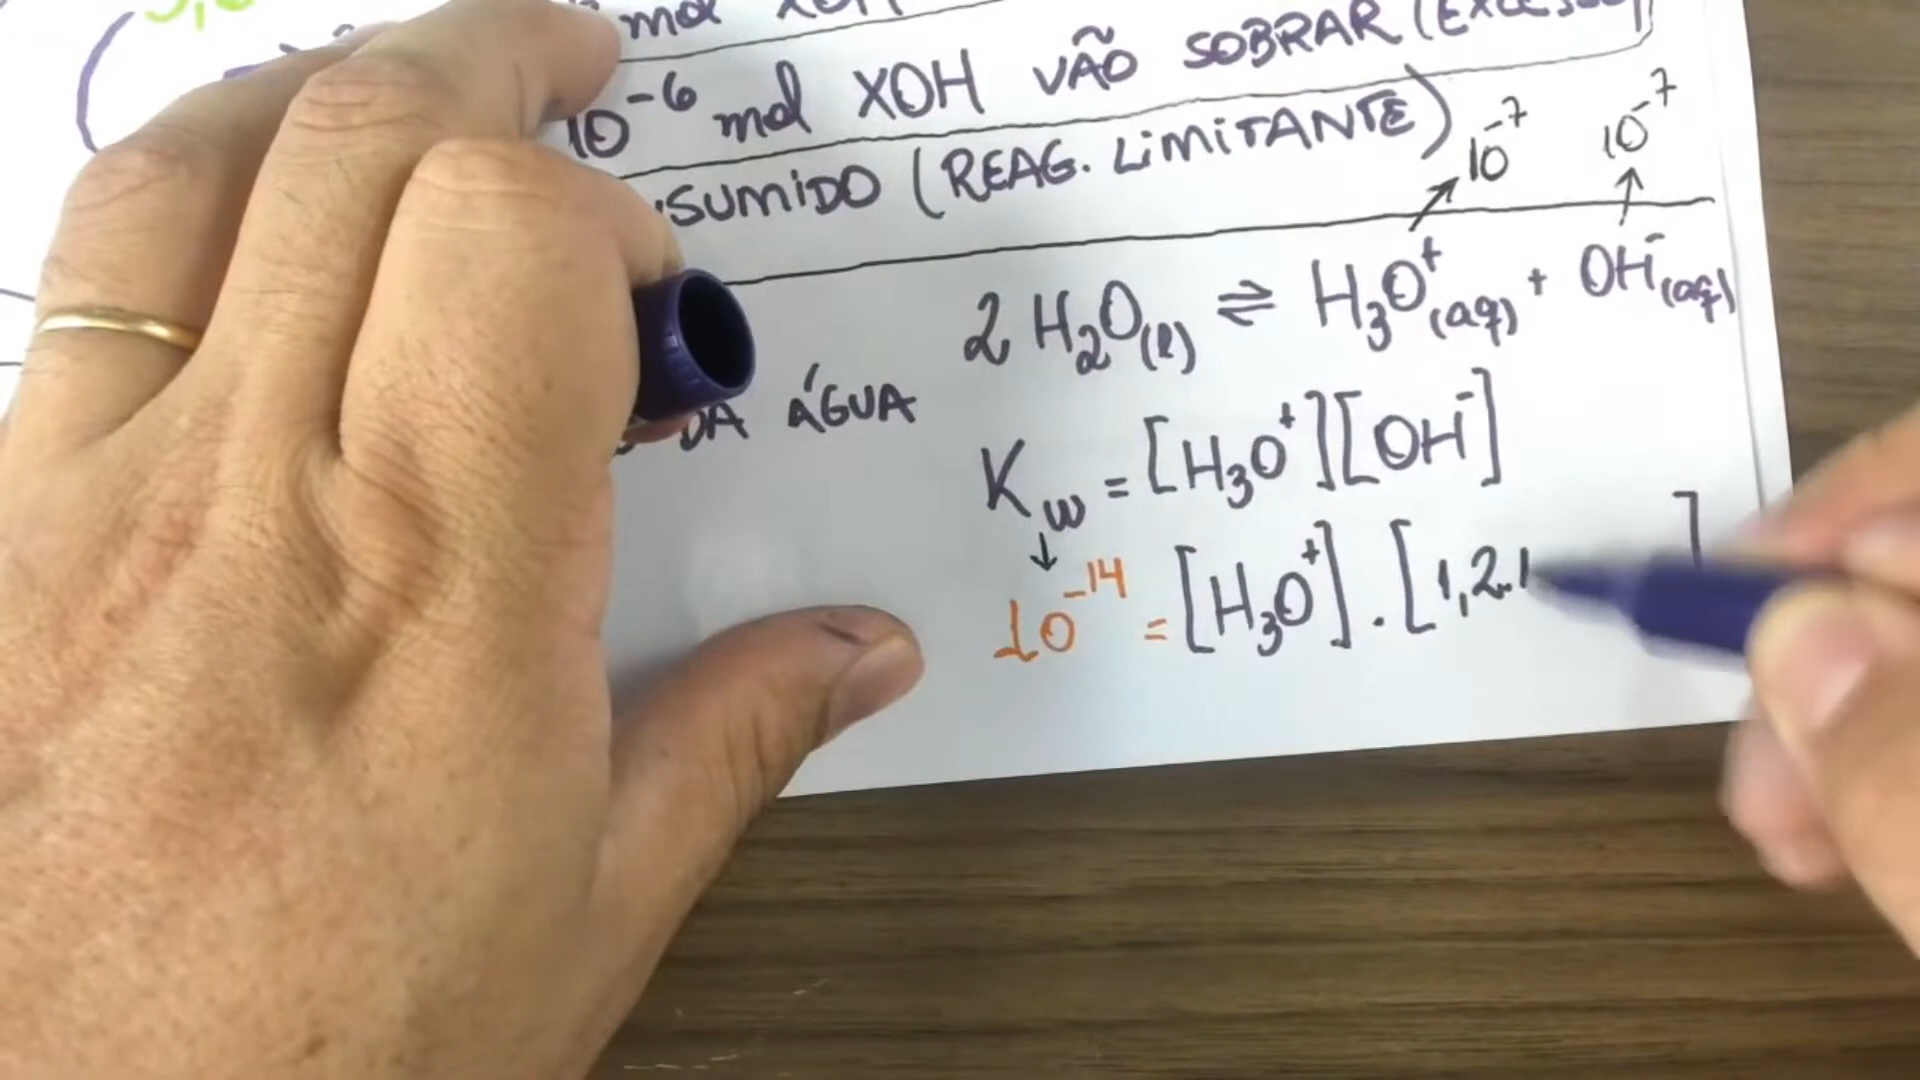 mol XOH
10⁻⁶ mol XOH VÃO SOBRAR (EXCESSO)
SUMIDO (REAG. LIMITANTE)
10⁻⁷ 10⁻⁷
2 H₂O(l) ⇌ H₃O⁺(aq) + OH⁻(aq)
DA ÁGUA
Kw = [H₃O⁺][OH⁻]
10⁻¹⁴ = [H₃O⁺] . [1,2.1 ]